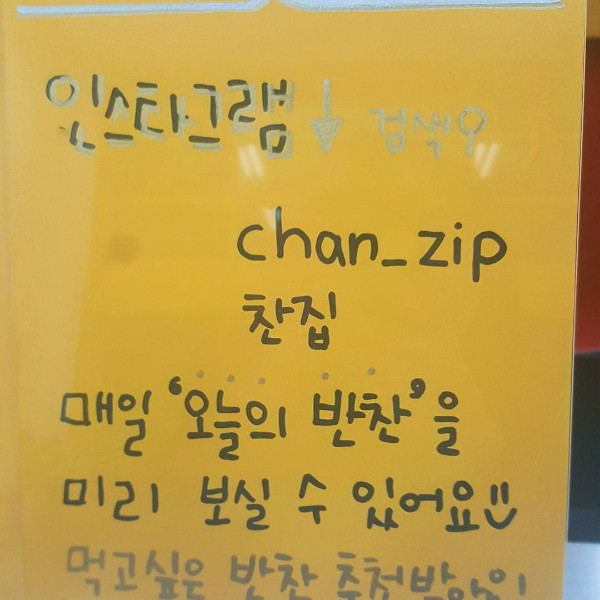 인스타그램 ↓ 검색
chan_zip
찬집
매일 '오늘의 반찬'을
미리 보실 수 있어요
먹고싶은 반찬 추천받아요